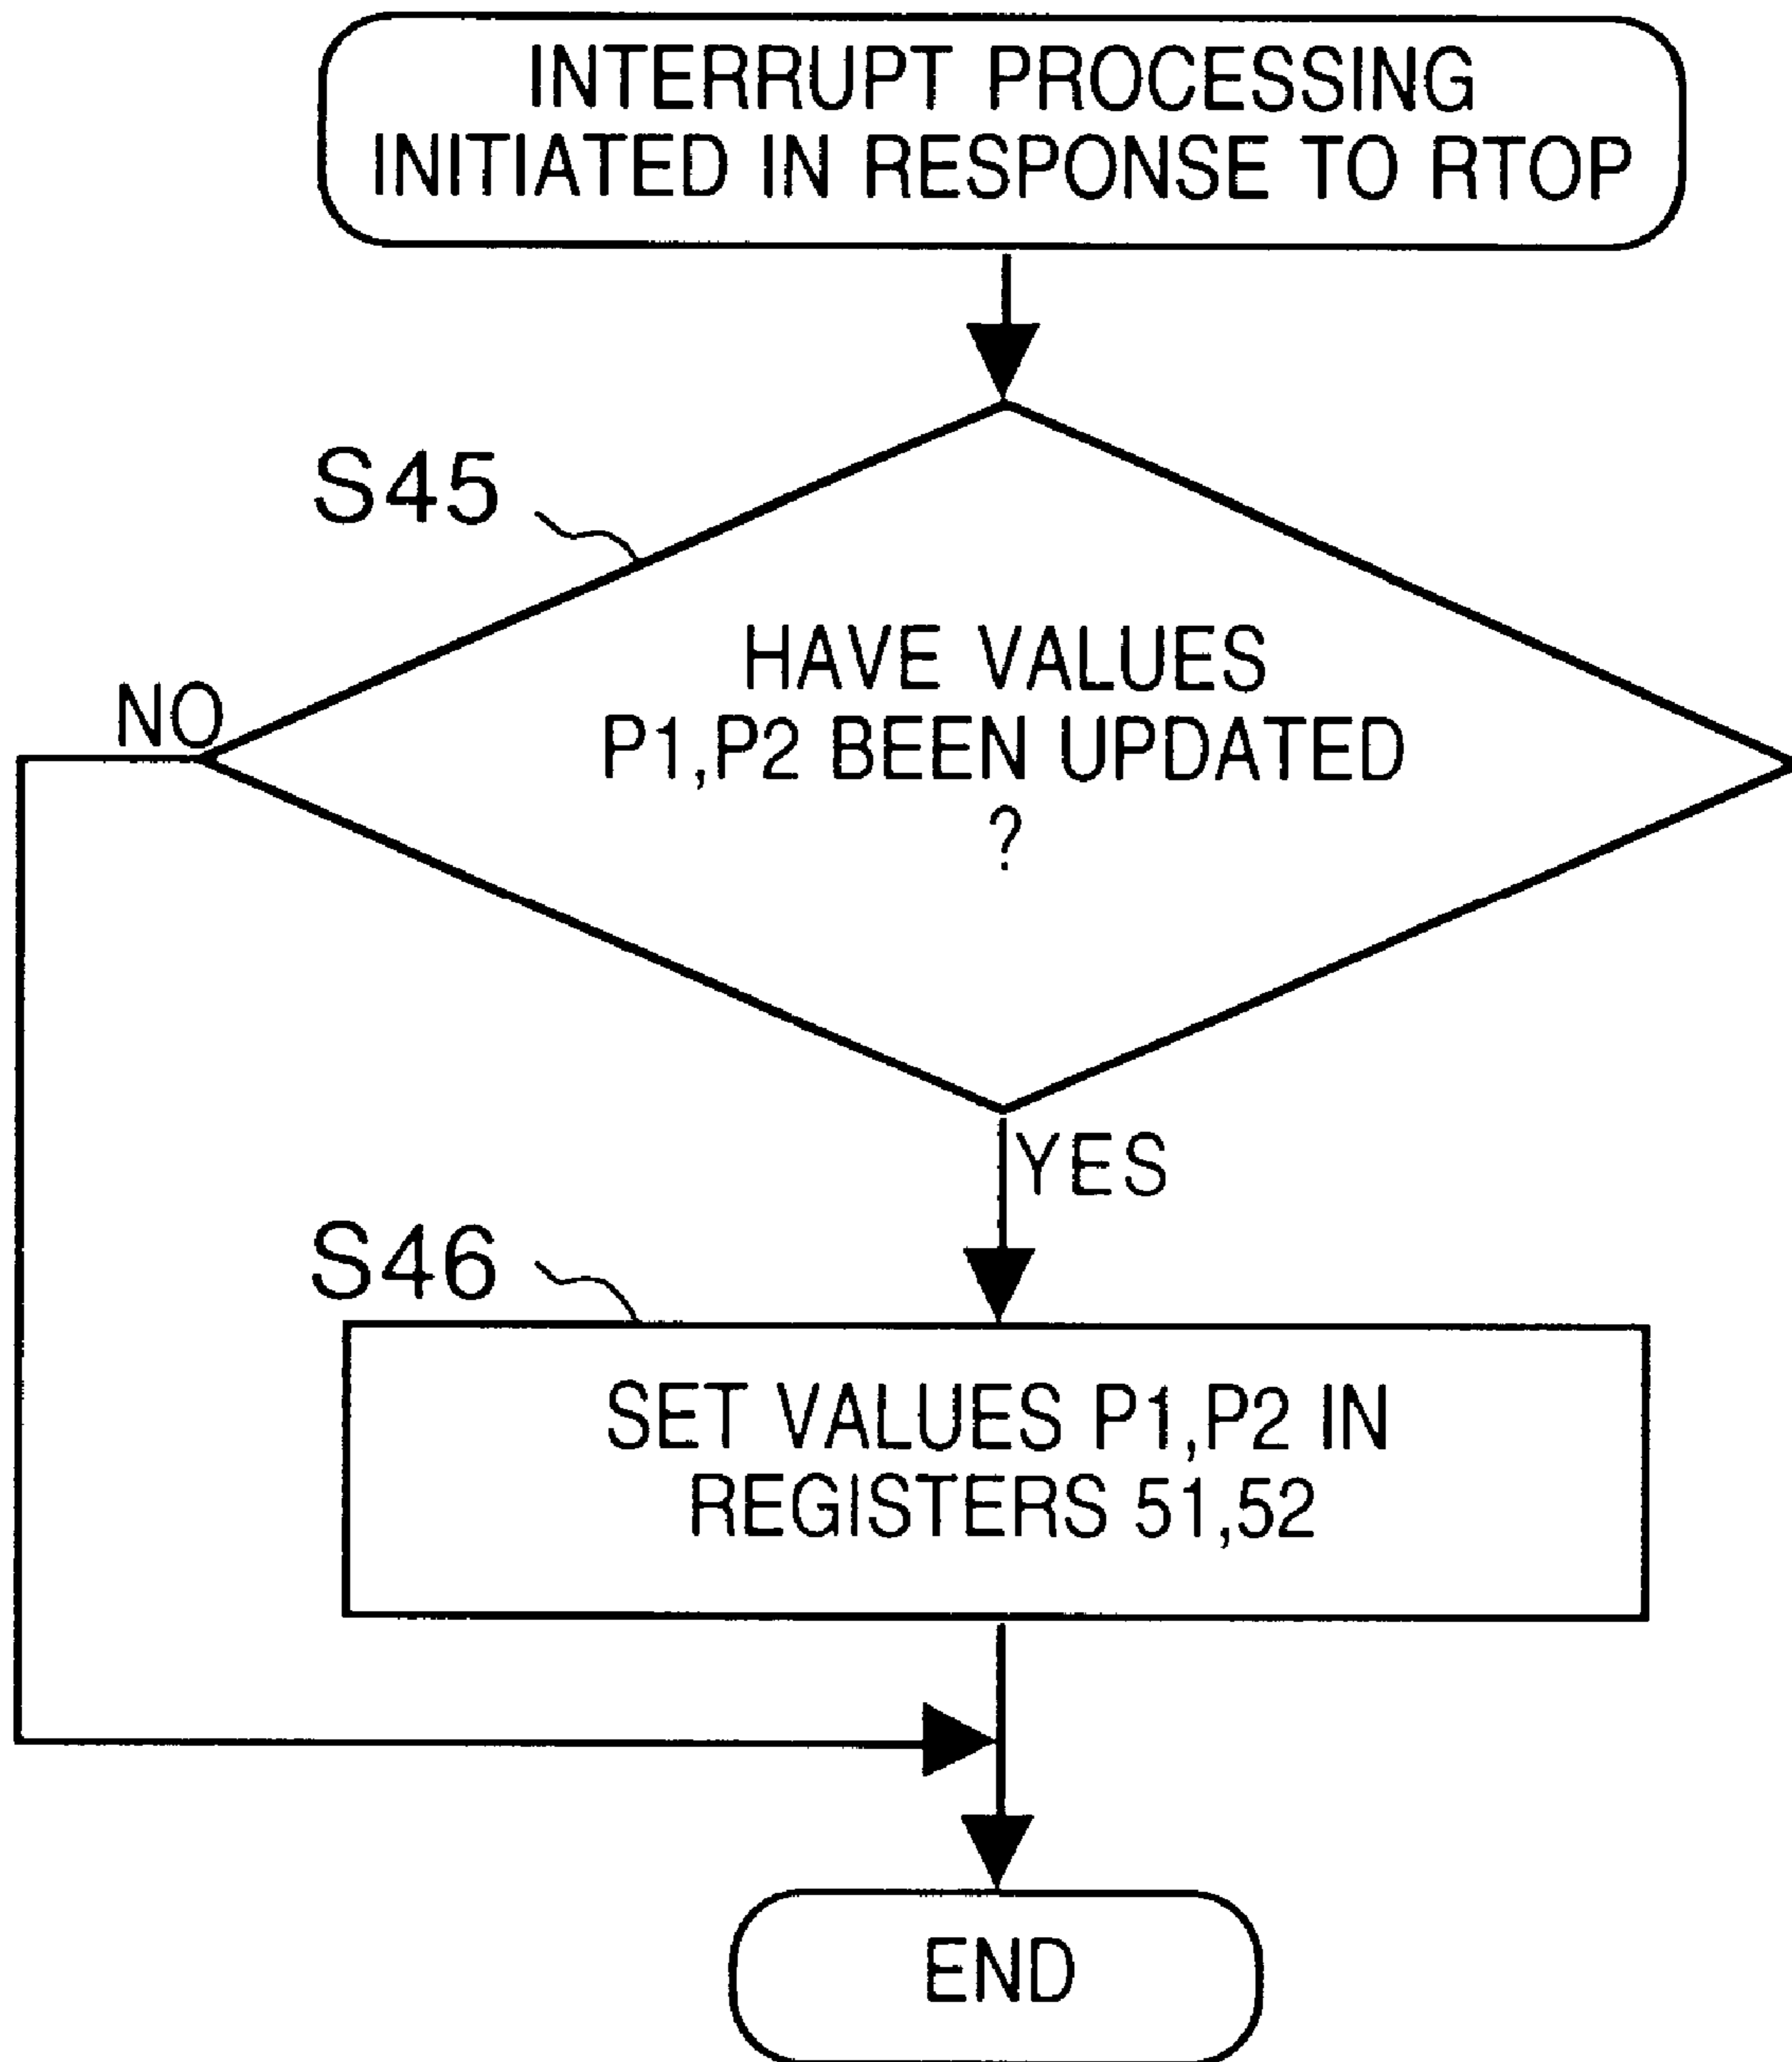 INTERRUPT PROCESSING
INITIATED IN RESPONSE TO RTOP
S45
HAVE VALUES
P1,P2 BEEN UPDATED
?
NO
YES
S46
SET VALUES P1,P2 IN
REGISTERS 51,52
END